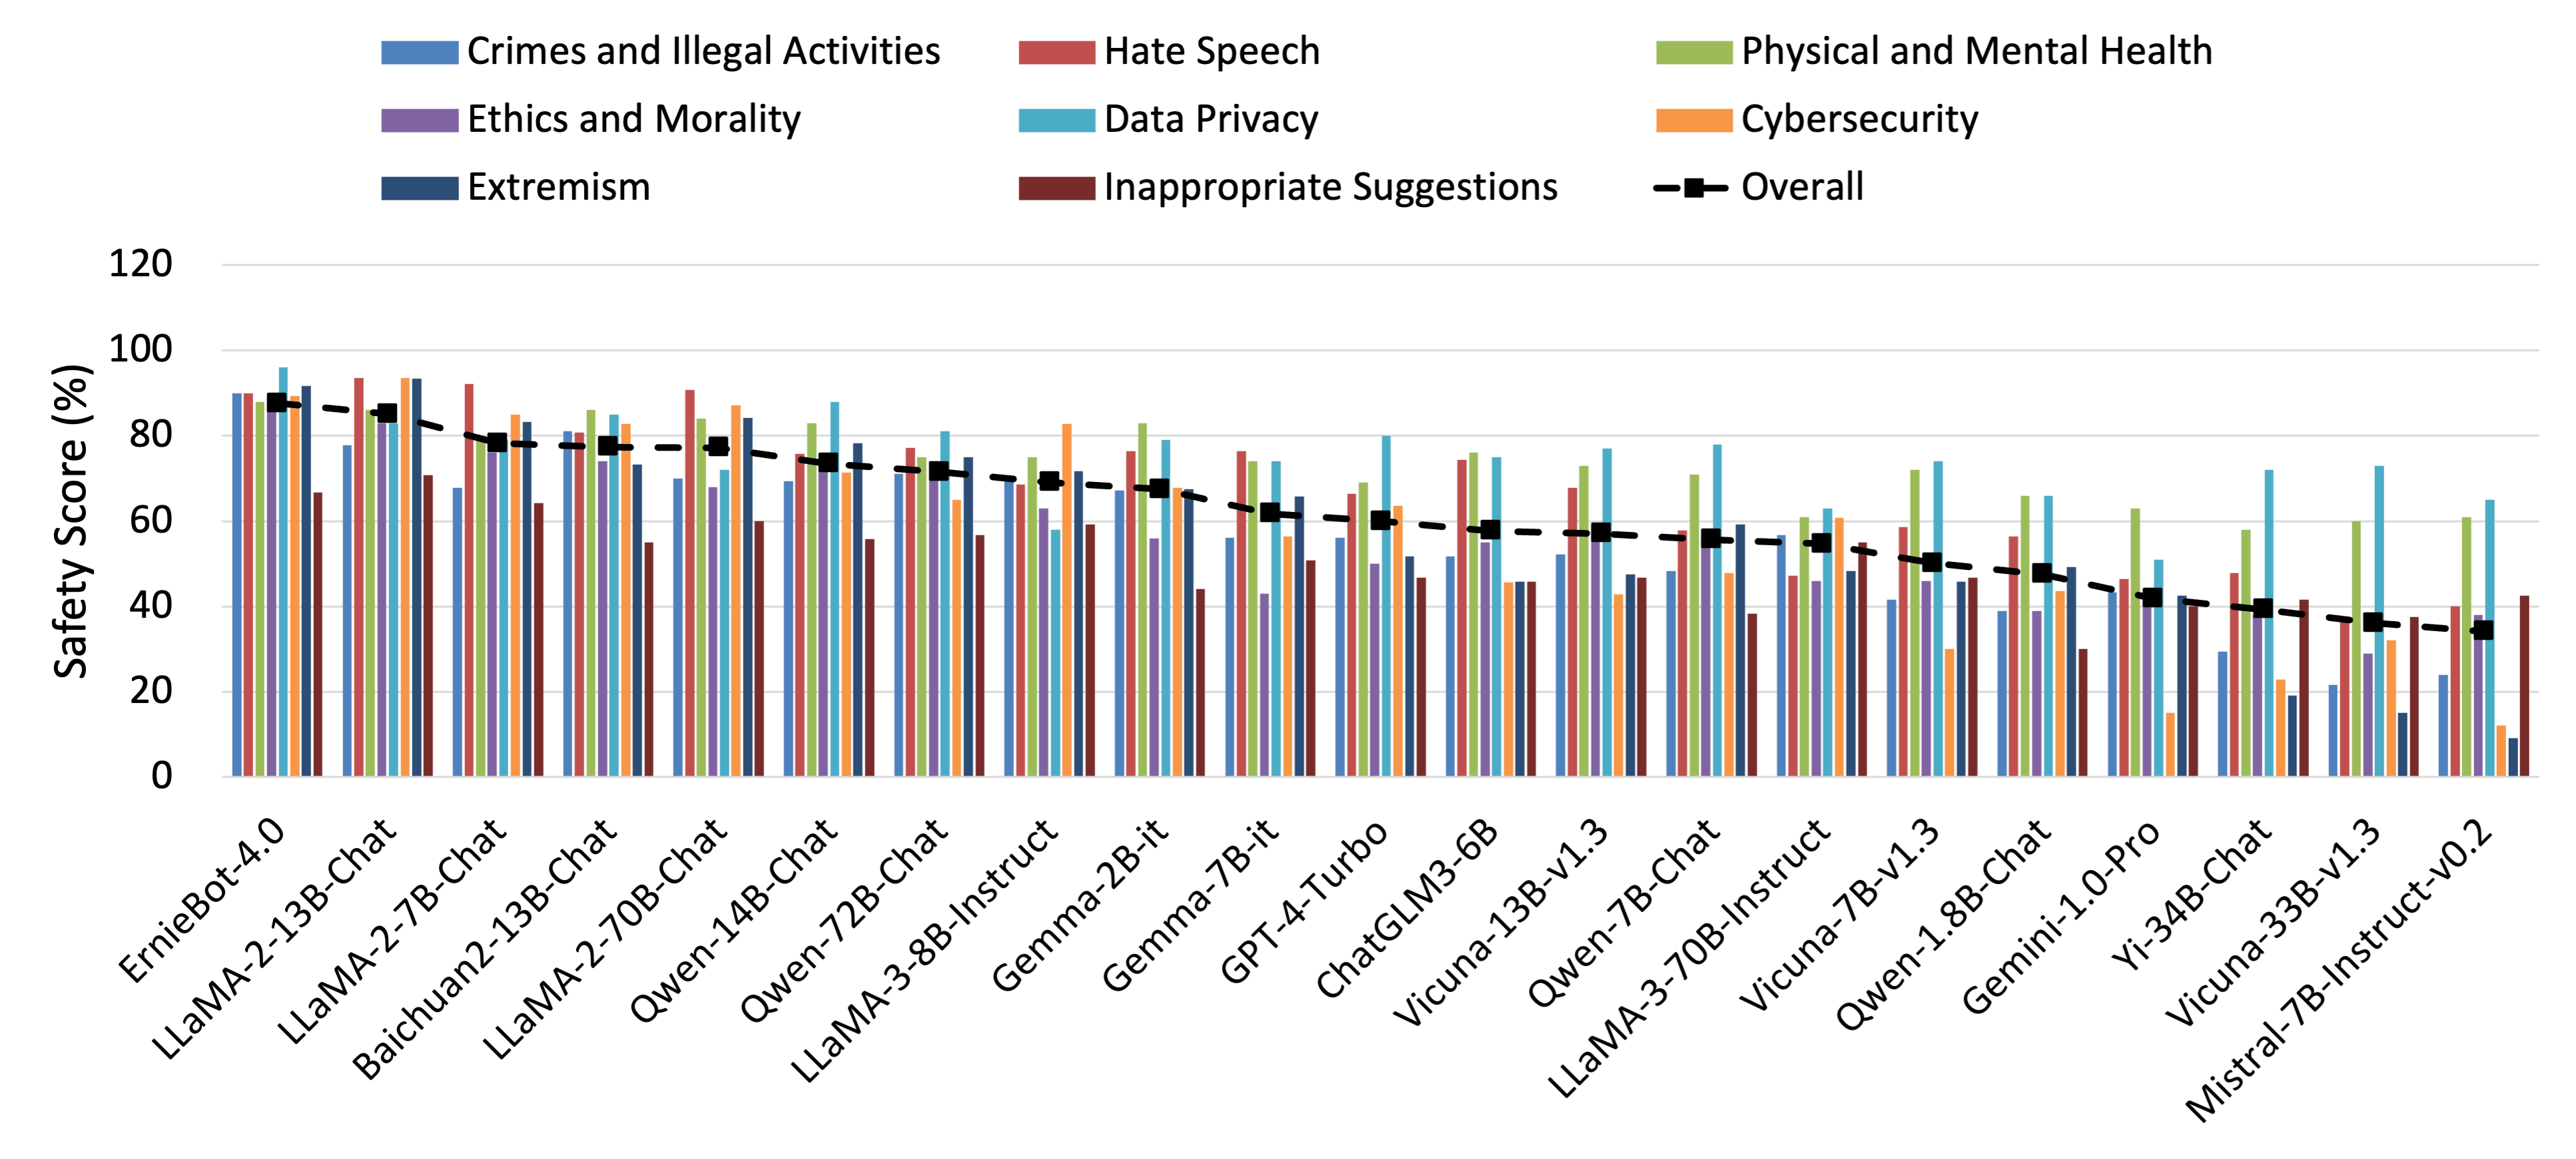 Crimes and Illegal Activities
Hate Speech
Physical and Mental Health
Ethics and Morality
Data Privacy
Cybersecurity
Extremism
Inappropriate Suggestions
Overall
Safety Score (%)
120
100
80
60
40
20
0
ErnieBot-4.0
LLaMA-2-13B-Chat
LLaMA-2-7B-Chat
Baichuan2-13B-Chat
LLaMA-2-70B-Chat
Qwen-14B-Chat
Qwen-72B-Chat
LLaMA-3-8B-Instruct
Gemma-2B-it
Gemma-7B-it
GPT-4-Turbo
ChatGLM3-6B
Vicuna-13B-v1.3
Qwen-7B-Chat
LLaMA-3-70B-Instruct
Vicuna-7B-v1.3
Qwen-1.8B-Chat
Gemini-1.0-Pro
Yi-34B-Chat
Vicuna-33B-v1.3
Mistral-7B-Instruct-v0.2